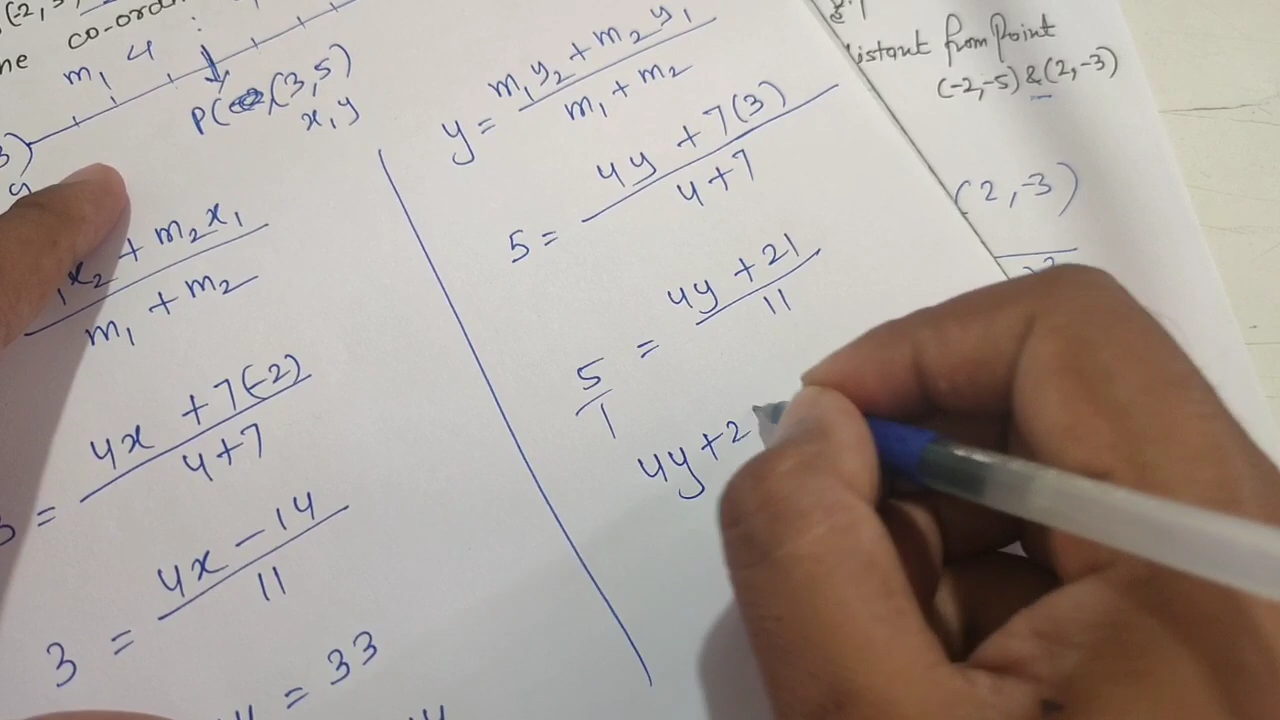 (-2,
co-ordin
m₁ 4
P( (3,5)
x, y
3)
x₂ + m₂x₁
m₁ + m₂
= 4x + 7(-2)
4+7
3 = 4x - 14
11
= 33
y = m₁y₂ + m₂y₁
m₁ + m₂
5 = 4y + 7(3)
4+7
5 = 4y + 21
1 11
4y+2
istant from Point
(-2,-5) & (2,-3)
(2,-3)